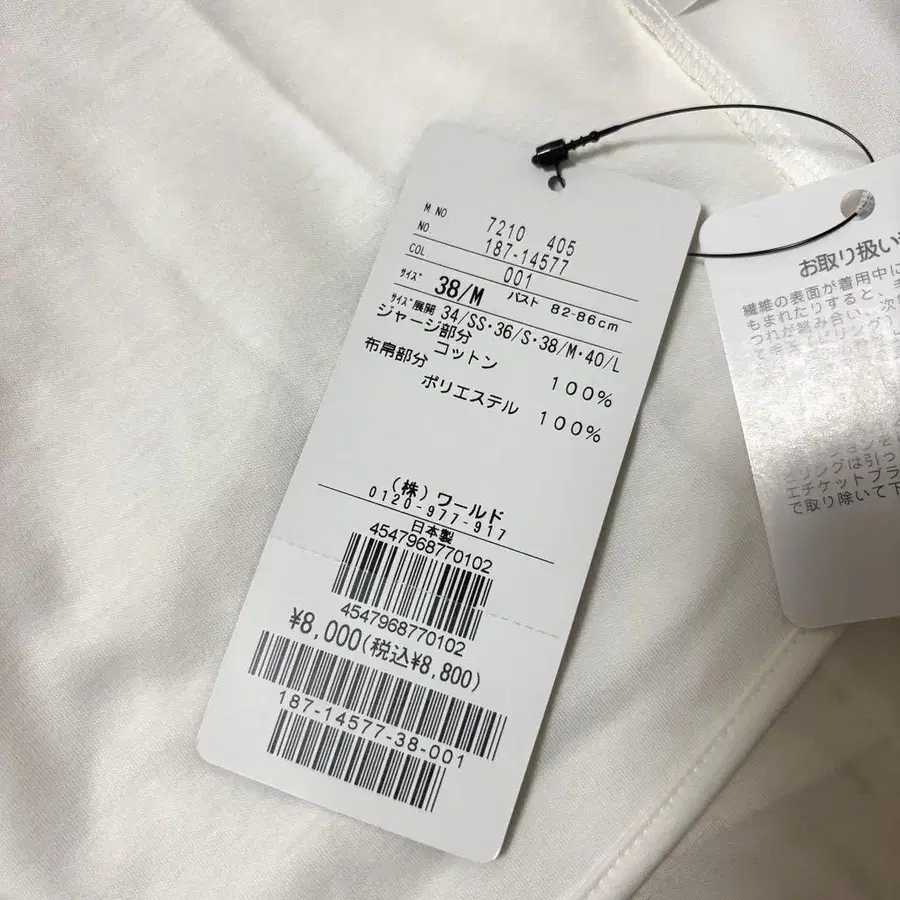 M NO. 7210 405
NO. 187-14577
COL 001
サイズ 38/M バスト 82-86cm
サイズ展開 34/SS・36/S・38/M・40/L
ジャージ部分
コットン 100%
布帛部分
ポリエステル 100%
(株)ワールド
0120-977-917
日本製
4547968770102
4547968770102
¥8,000(税込¥8,800)
187-14577-38-001
お取り扱い
繊維の表面が着用中に
もまれたりすると、
つれが絡み合い、次
リングは引っ
エチケットブラ
で取り除いて下